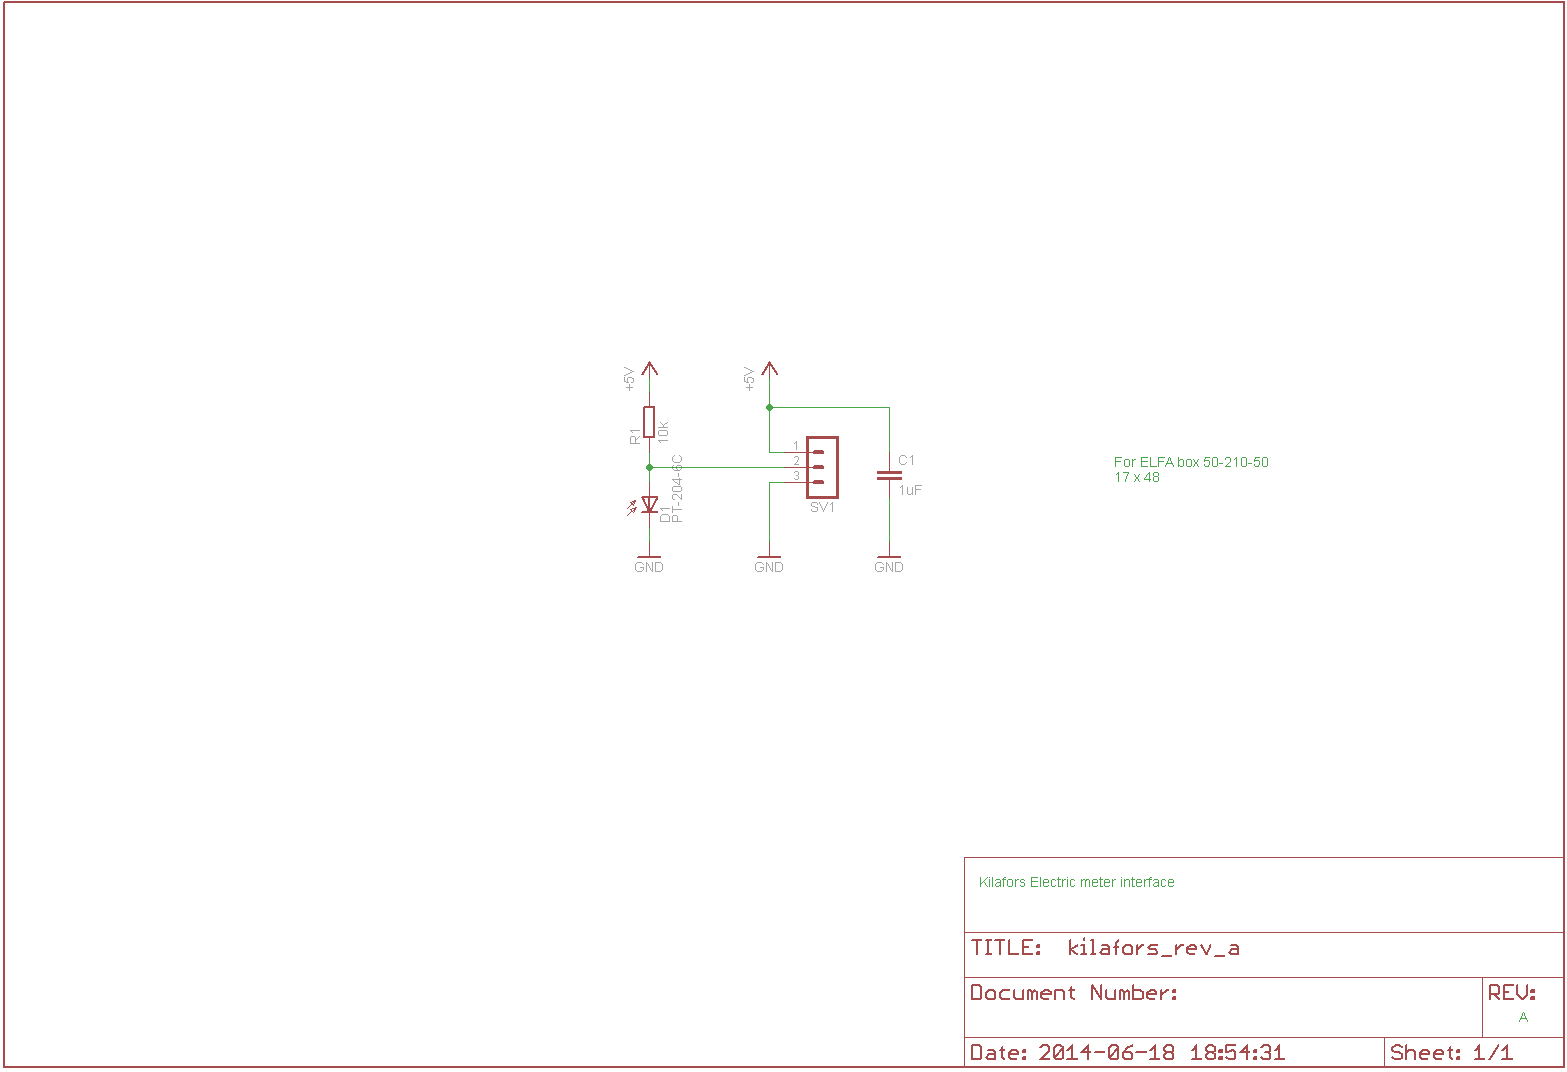 +5V
+5V
R1
10k
1
2
3
SV1
C1
1uF
D1
PT-204-6C
GND
GND
GND
For ELFA box 50-210-50
17 x 48
Kilafors Electric meter interface
TITLE: kilafors_rev_a
Document Number:
REV:
A
Date: 2014-06-18 18:54:31
Sheet: 1/1